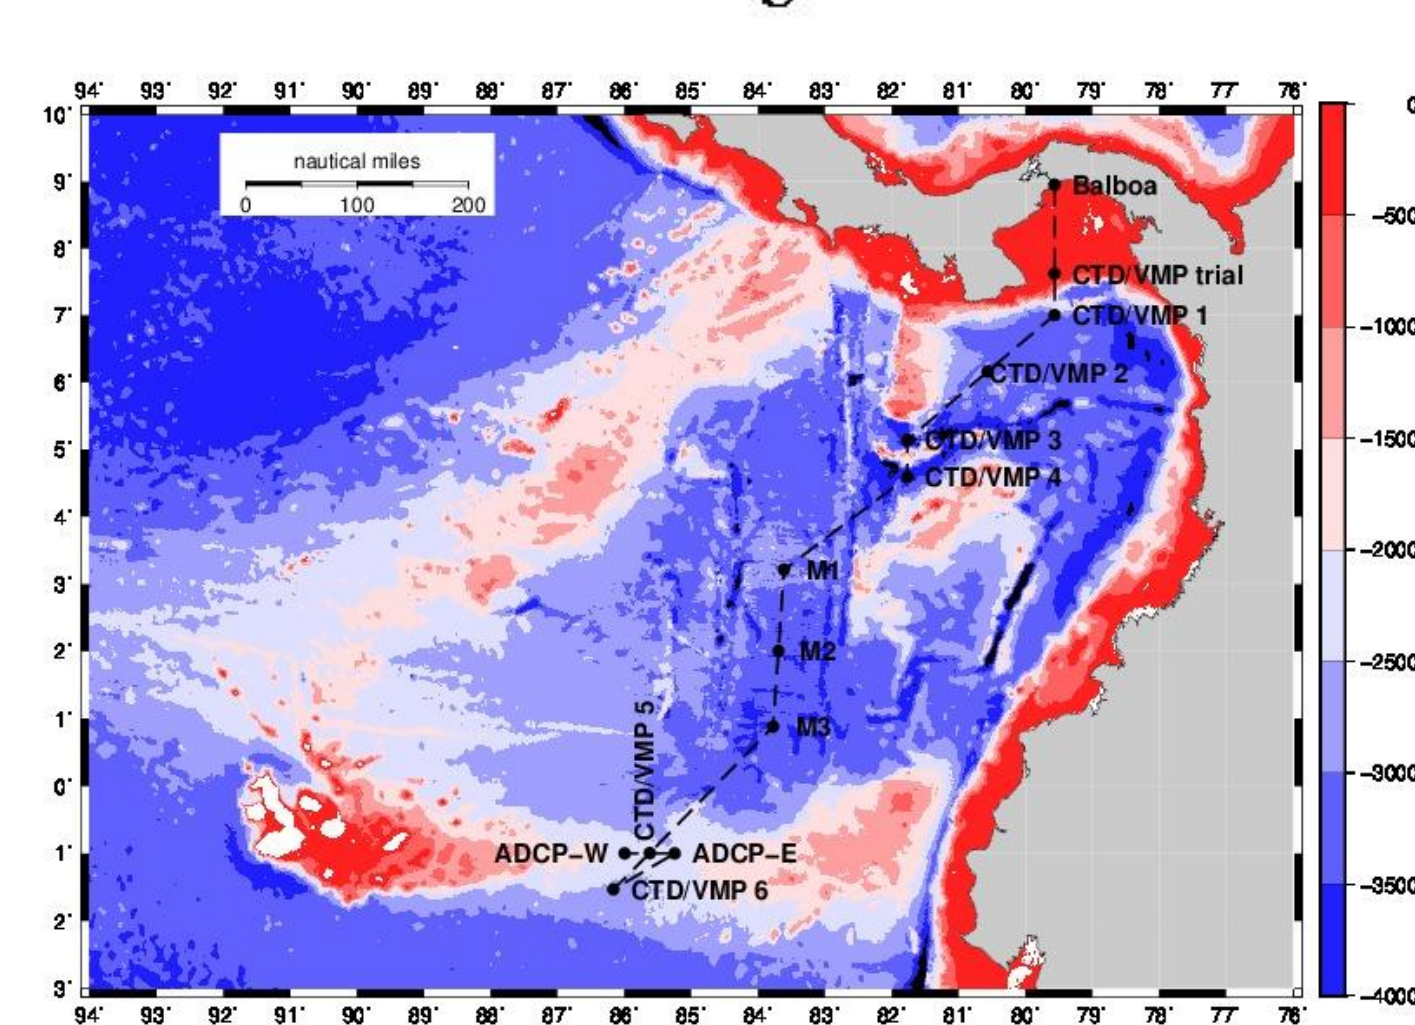 94° 93° 92° 91° 90° 89° 88° 87° 86° 85° 84° 83° 82° 81° 80° 79° 78° 77° 76°
10°
nautical miles
0 100 200
9°
8°
7°
6°
5°
4°
3°
2°
1°
0°
1°
2°
3°
Balboa
CTD/VMP trial
CTD/VMP 1
CTD/VMP 2
CTD/VMP 3
CTD/VMP 4
M1
M2
M3
CTD/VMP 5
ADCP−W
ADCP−E
CTD/VMP 6
94° 93° 92° 91° 90° 89° 88° 87° 86° 85° 84° 83° 82° 81° 80° 79° 78° 77° 76°
0
−500
−1000
−1500
−2000
−2500
−3000
−3500
−4000